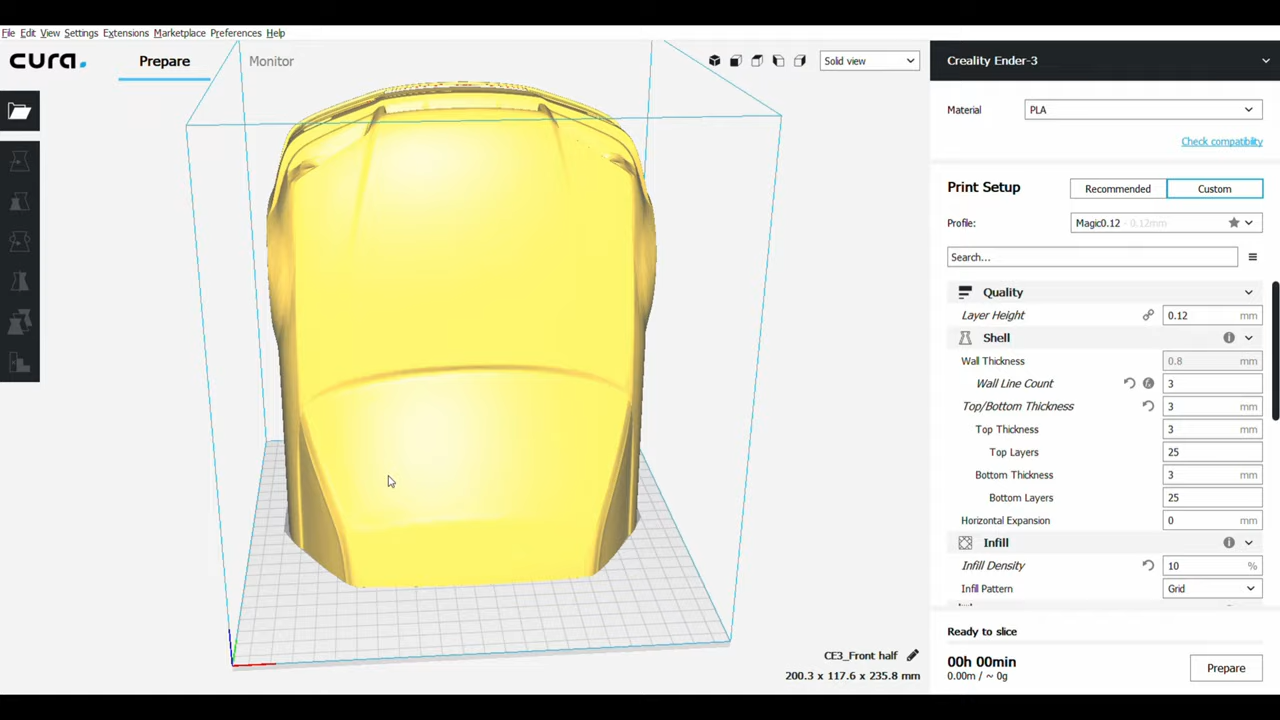 File Edit View Settings Extensions Marketplace Preferences Help
cura. Prepare Monitor Solid view Creality Ender-3
Material PLA
Check compatibility
Print Setup Recommended Custom
Profile: Magic0.12 - 0.12mm
Search...
Quality
Layer Height 0.12 mm
Shell
Wall Thickness 0.8 mm
Wall Line Count 3
Top/Bottom Thickness 3 mm
Top Thickness 3 mm
Top Layers 25
Bottom Thickness 3 mm
Bottom Layers 25
Horizontal Expansion 0 mm
Infill
Infill Density 10 %
Infill Pattern Grid
Ready to slice
CE3_Front half
00h 00min
200.3 x 117.6 x 235.8 mm
0.00m / ~ 0g
Prepare